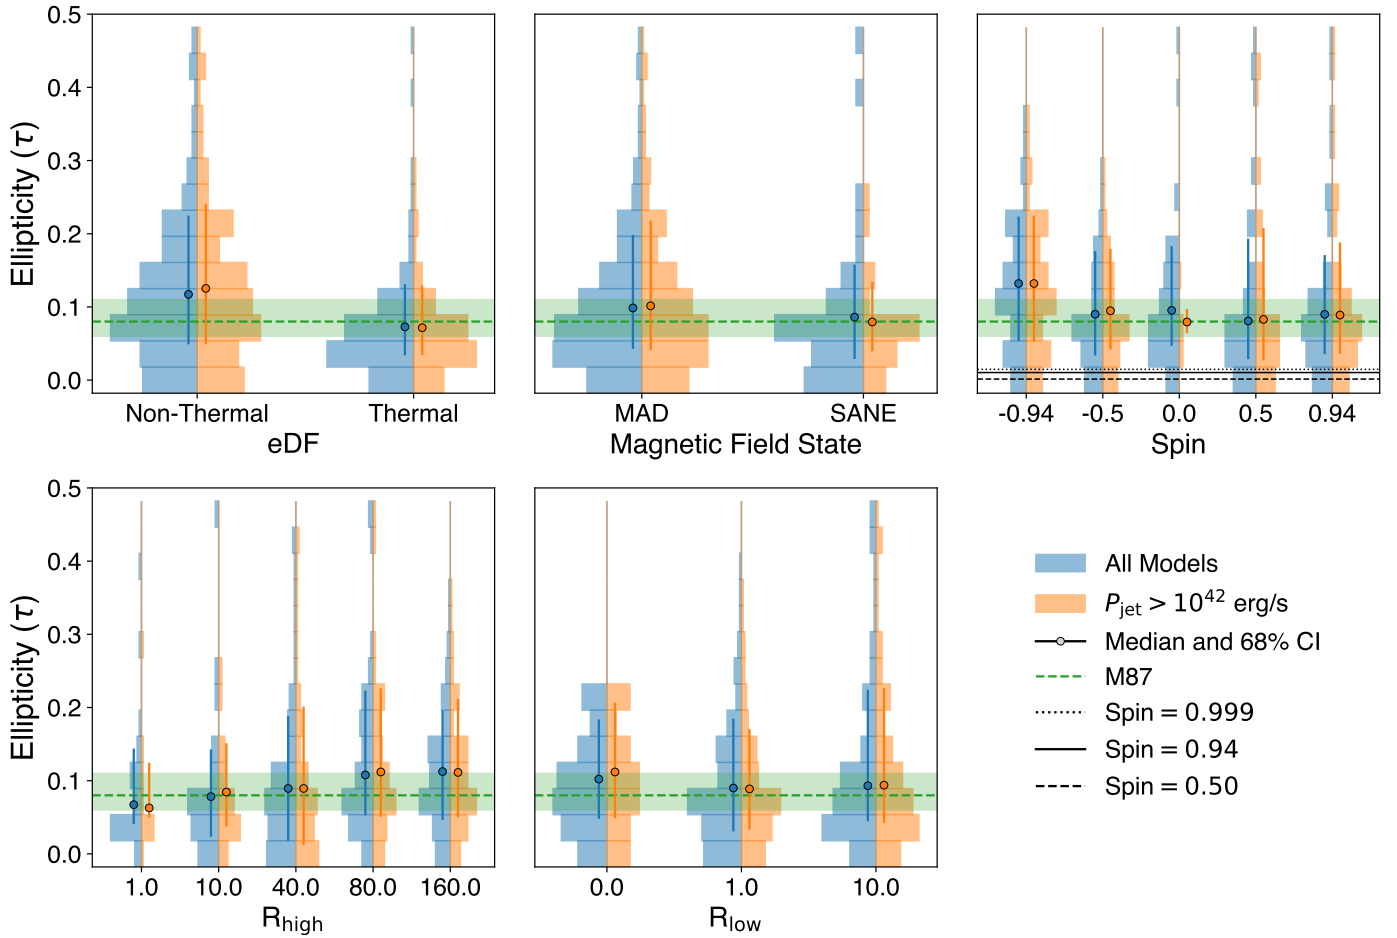 0.5
0.4
0.3
0.2
0.1
0.0
Ellipticity (τ)
Non-Thermal Thermal
eDF
MAD SANE
Magnetic Field State
-0.94 -0.5 0.0 0.5 0.94
Spin
0.5
0.4
0.3
0.2
0.1
0.0
Ellipticity (τ)
1.0 10.0 40.0 80.0 160.0
R_high
0.0 1.0 10.0
R_low
All Models
P_jet > 10^42 erg/s
Median and 68% CI
M87
Spin = 0.999
Spin = 0.94
Spin = 0.50